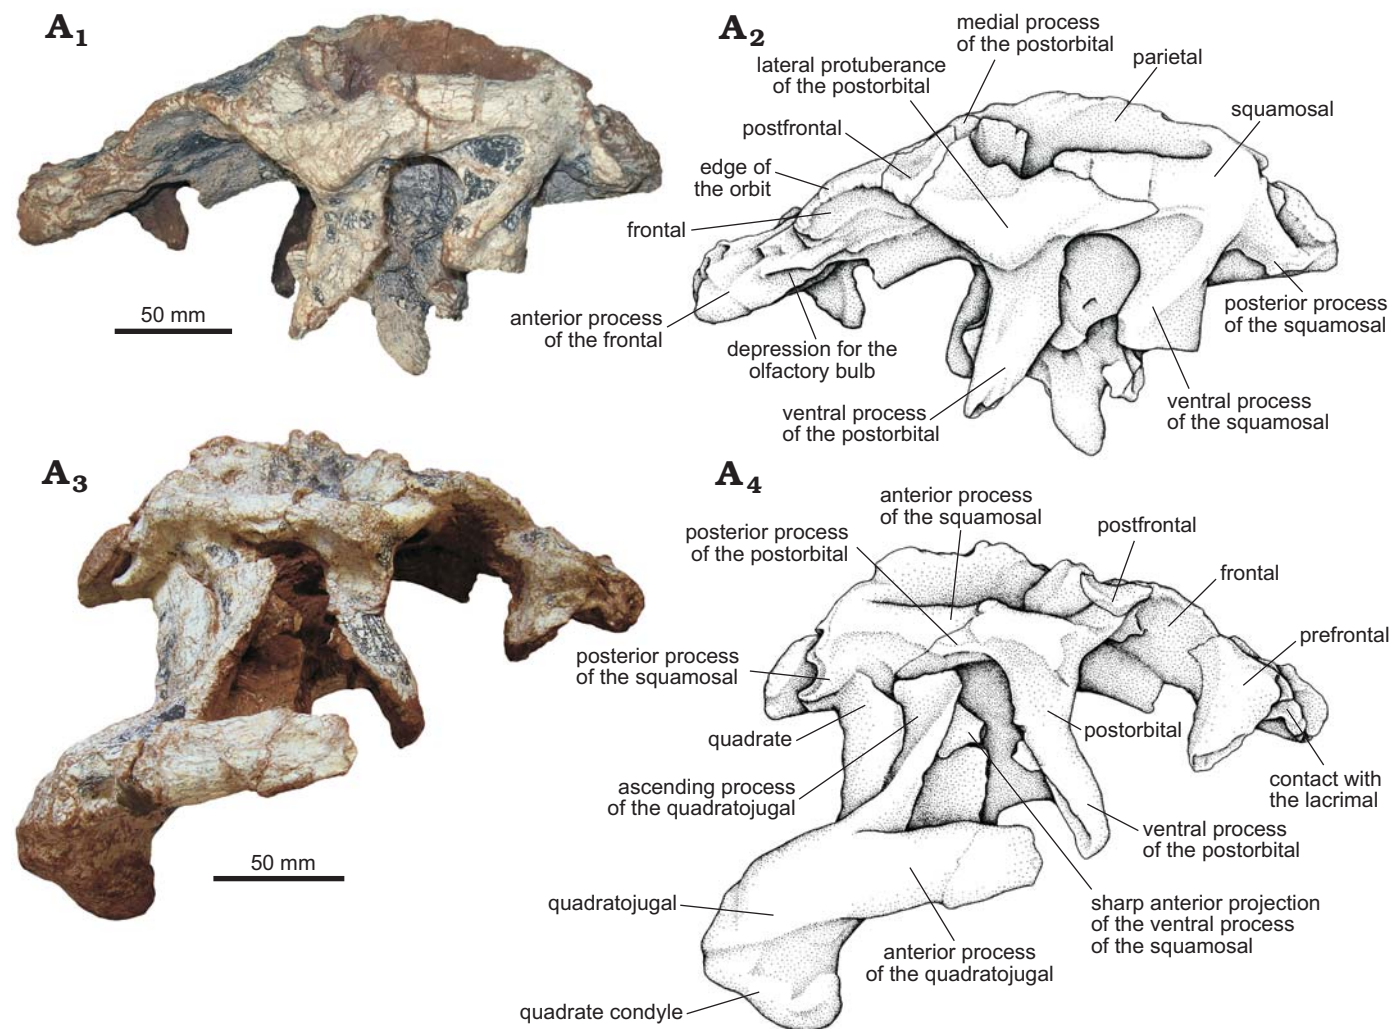 A1
50 mm
A2
medial process
of the postorbital
lateral protuberance
of the postorbital
parietal
squamosal
postfrontal
edge of
the orbit
frontal
anterior process
of the frontal
depression for the
olfactory bulb
ventral process
of the postorbital
posterior process
of the squamosal
ventral process
of the squamosal
A3
50 mm
A4
anterior process
of the squamosal
posterior process
of the postorbital
postfrontal
frontal
prefrontal
posterior process
of the squamosal
quadrate
postorbital
ascending process
of the quadratojugal
contact with
the lacrimal
ventral process
of the postorbital
quadratojugal
sharp anterior projection
of the ventral process
of the squamosal
anterior process
of the quadratojugal
quadrate condyle